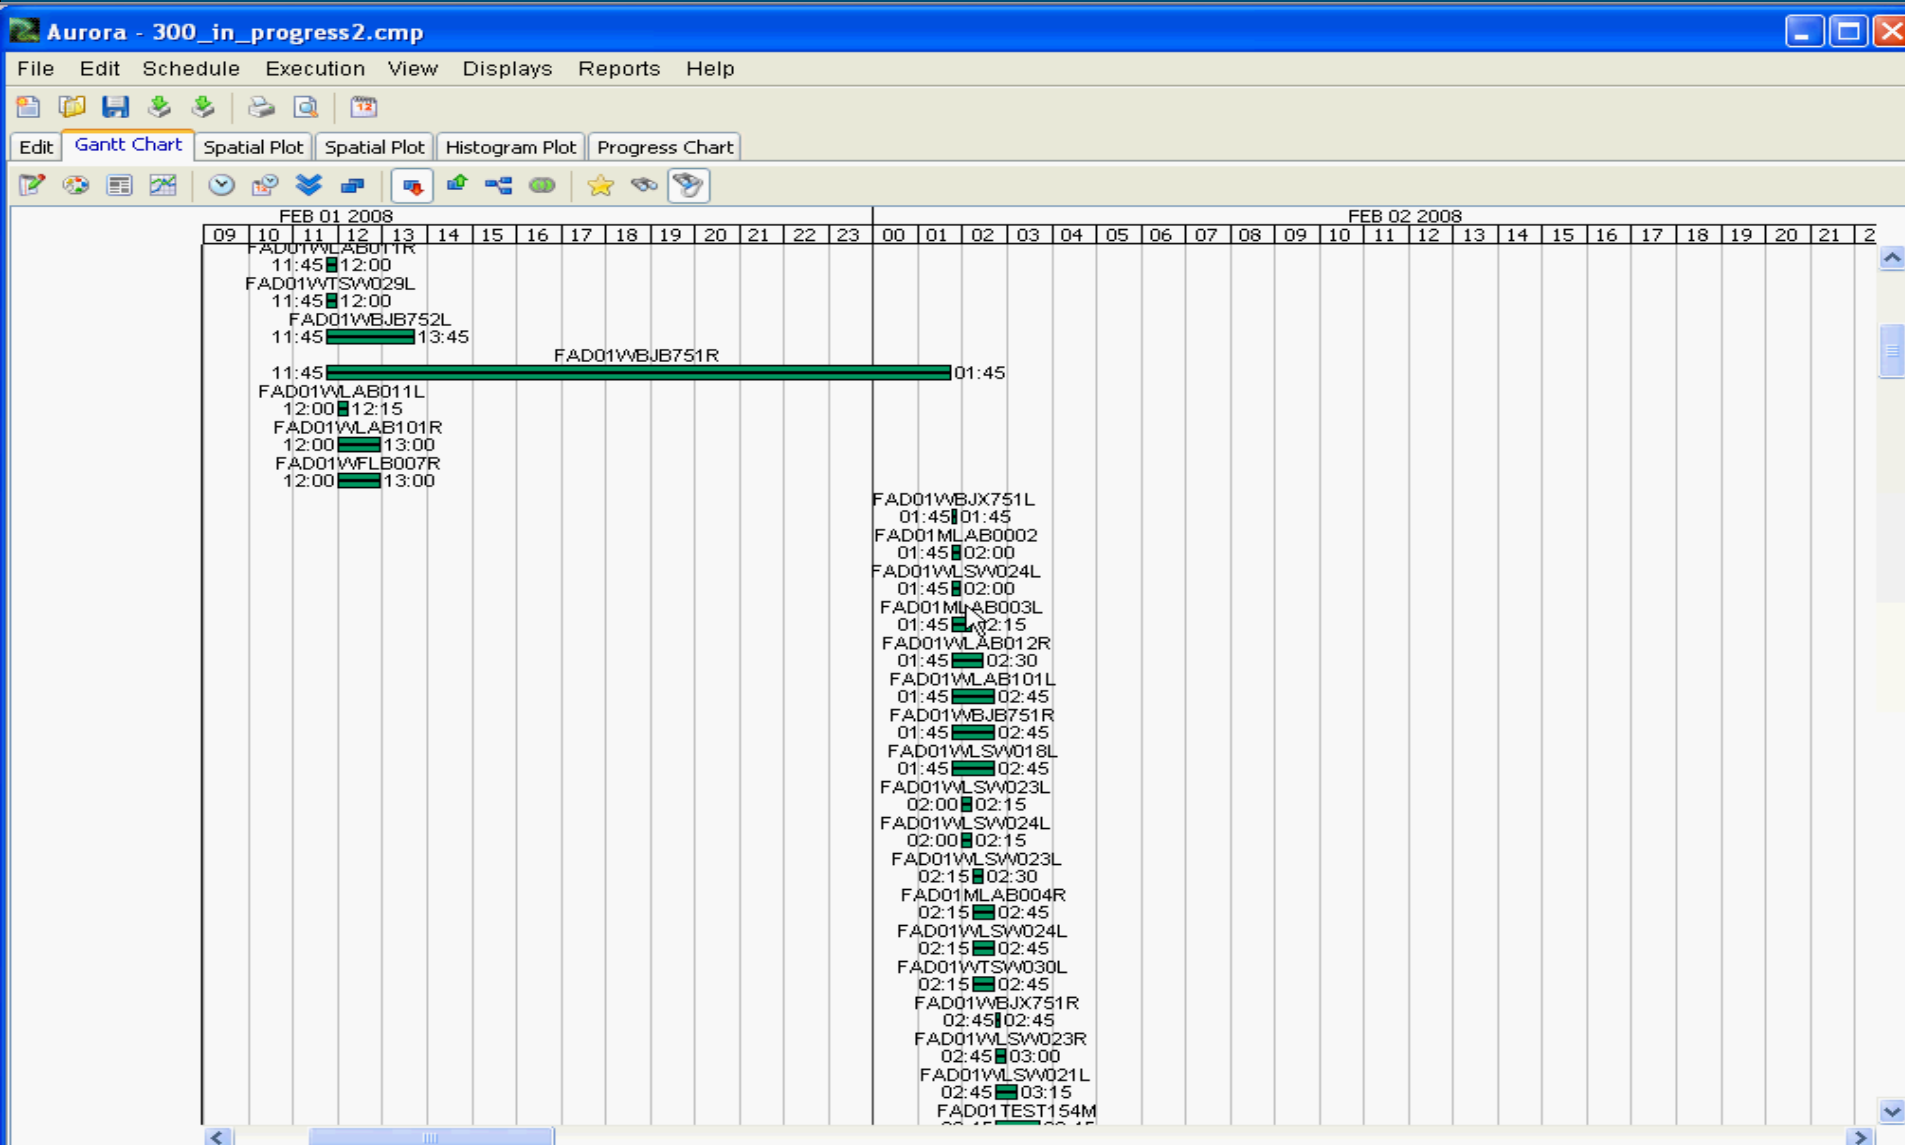 Aurora - 300_in_progress2.cmp
File Edit Schedule Execution View Displays Reports Help
12
Edit Gantt Chart Spatial Plot Spatial Plot Histogram Plot Progress Chart
FEB 01 2008 FEB 02 2008
09 10 11 12 13 14 15 16 17 18 19 20 21 22 23 00 01 02 03 04 05 06 07 08 09 10 11 12 13 14 15 16 17 18 19 20 21 2
FAD01WLAB011R
11:45 12:00
FAD01WTSW029L
11:45 12:00
FAD01WBJB752L
11:45 13:45
FAD01WBJB751R
11:45 01:45
FAD01WLAB011L
12:00 12:15
FAD01WLAB101R
12:00 13:00
FAD01WFLB007R
12:00 13:00
FAD01WBJX751L
01:45 01:45
FAD01MLAB0002
01:45 02:00
FAD01WLSW024L
01:45 02:00
FAD01MLAB003L
01:45 02:15
FAD01WLAB012R
01:45 02:30
FAD01WLAB101L
01:45 02:45
FAD01WBJB751R
01:45 02:45
FAD01WLSW018L
01:45 02:45
FAD01WLSW023L
02:00 02:15
FAD01WLSW024L
02:00 02:15
FAD01WLSW023L
02:15 02:30
FAD01MLAB004R
02:15 02:45
FAD01WLSW024L
02:15 02:45
FAD01WTSW030L
02:15 02:45
FAD01WBJX751R
02:45 02:45
FAD01WLSW023R
02:45 03:00
FAD01WLSW021L
02:45 03:15
FAD01TEST154M